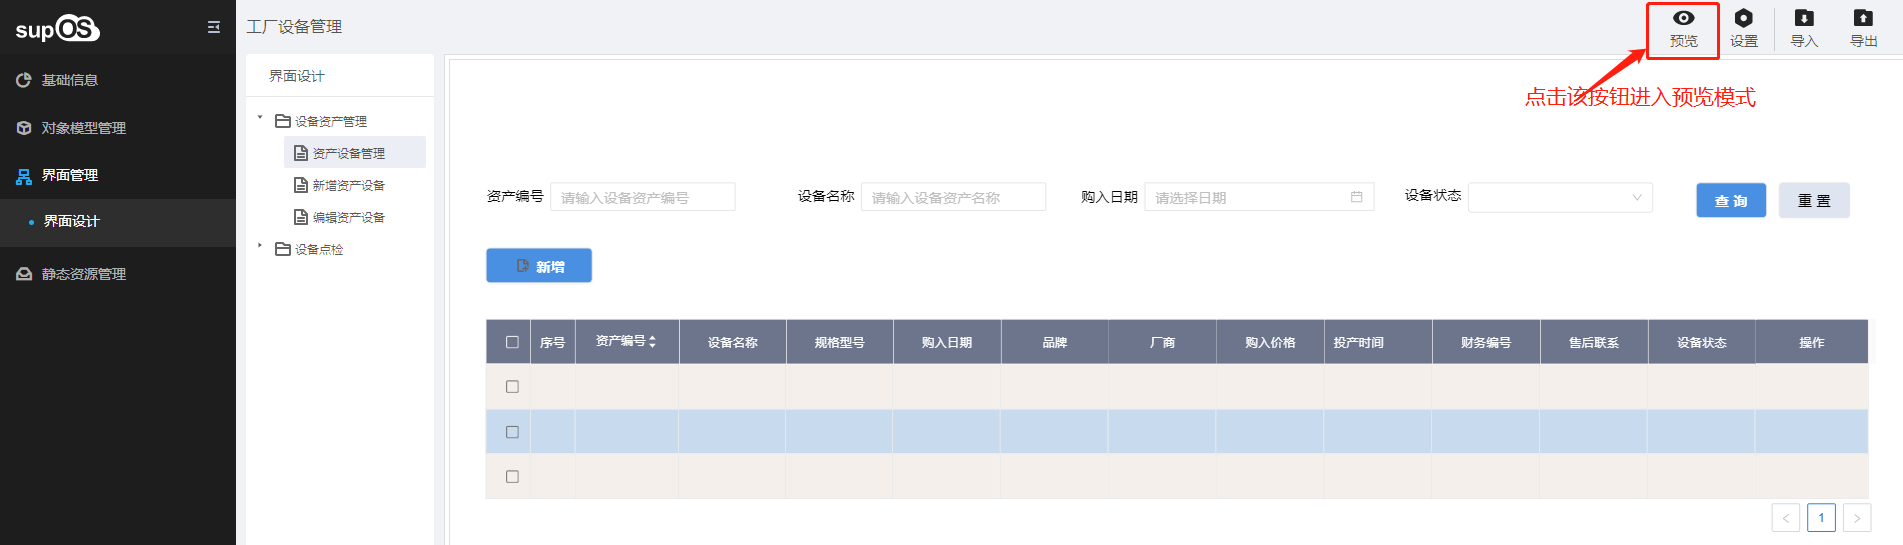 supOS
工厂设备管理
预览
设置
导入
导出
点击该按钮进入预览模式
基础信息
对象模型管理
界面管理
界面设计
静态资源管理
界面设计
设备资产管理
资产设备管理
新增资产设备
编辑资产设备
设备点检
资产编号 请输入设备资产编号 设备名称 请输入设备资产名称 购入日期 请选择日期 设备状态 查 询 重 置
新增
序号 资产编号 设备名称 规格型号 购入日期 品牌 厂商 购入价格 投产时间 财务编号 售后联系 设备状态 操作
< 1 >